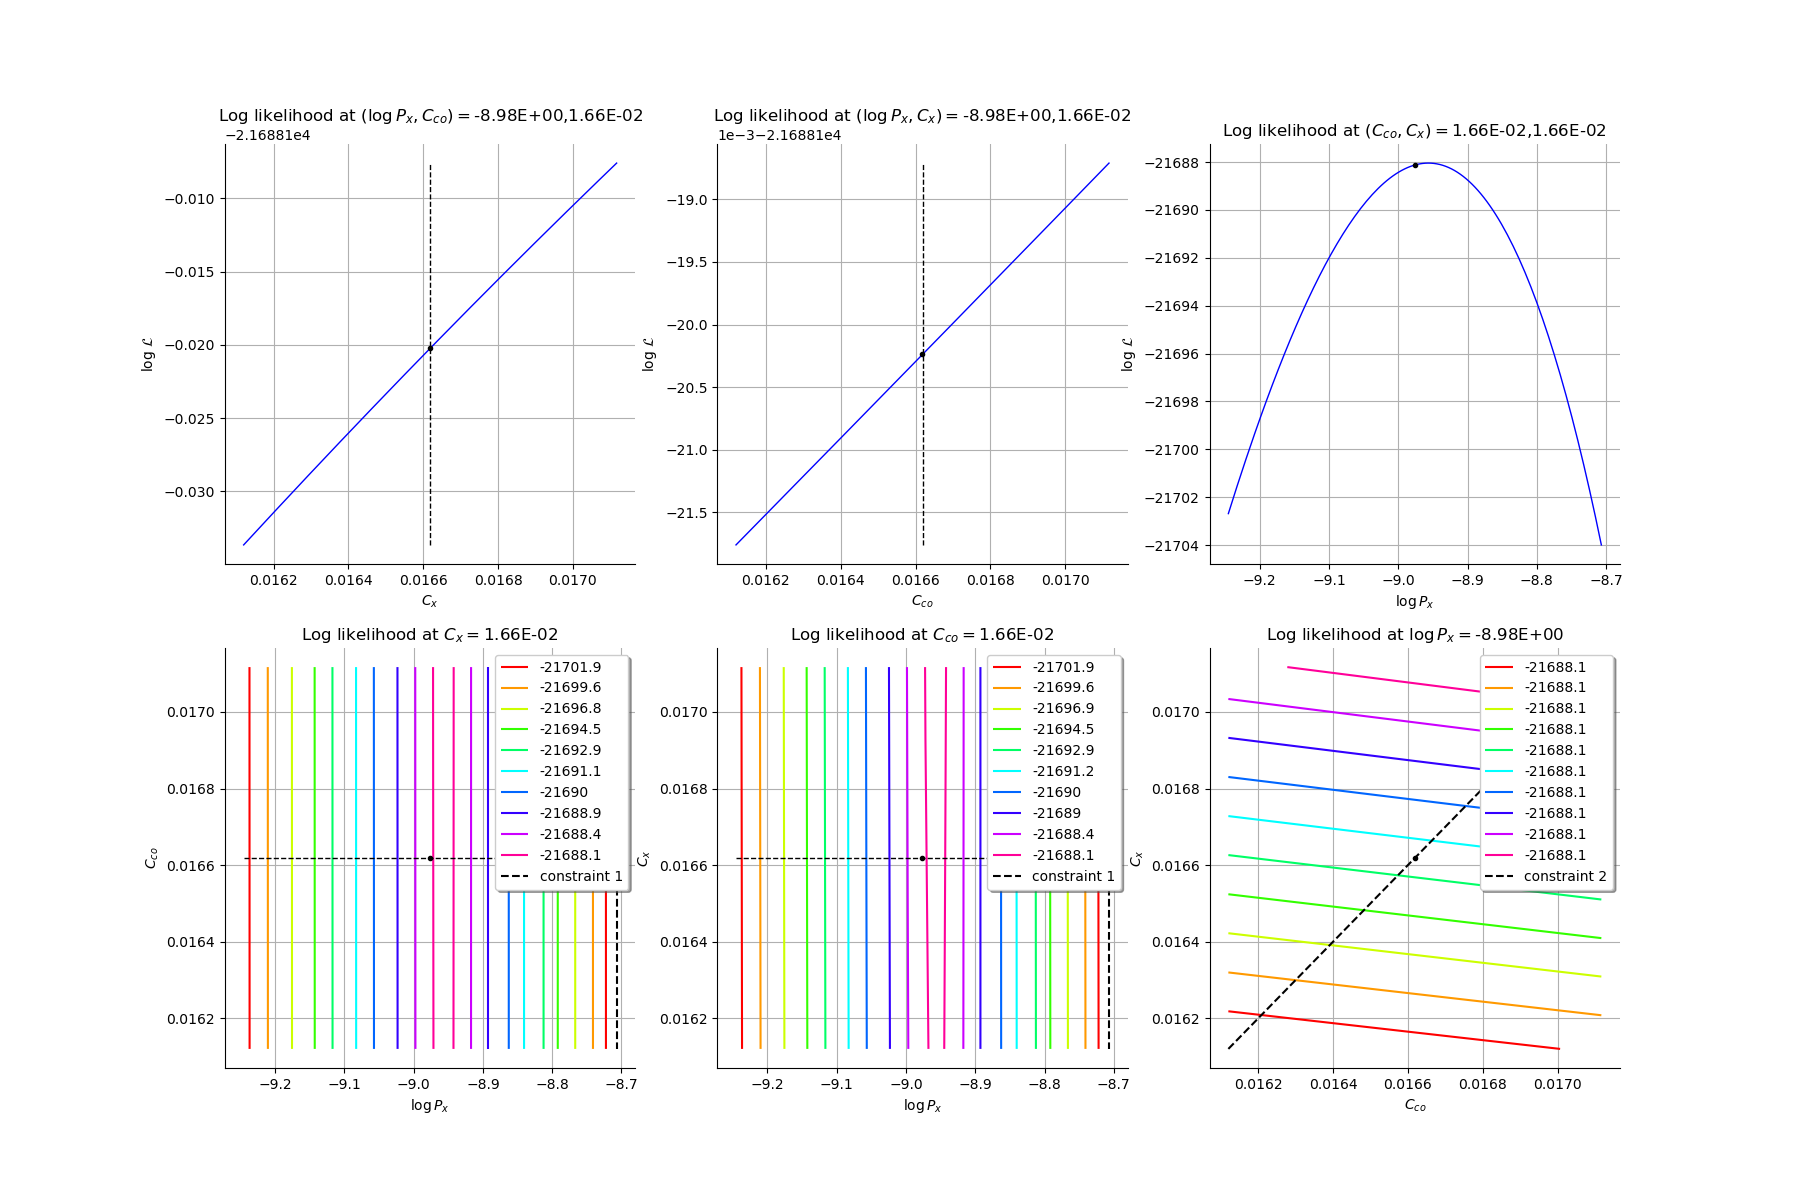 Log likelihood at (log Pₓ, C_co) = -8.98E+00,1.66E-02
−2.16881e4
−0.010
−0.015
−0.020
−0.025
−0.030
log ℒ
0.0162 0.0164 0.0166 0.0168 0.0170
Cₓ
Log likelihood at (log Pₓ, Cₓ) = -8.98E+00,1.66E-02
1e−3−2.16881e4
−19.0
−19.5
−20.0
−20.5
−21.0
−21.5
log ℒ
0.0162 0.0164 0.0166 0.0168 0.0170
C_co
Log likelihood at (C_co, Cₓ) = 1.66E-02,1.66E-02
−21688
−21690
−21692
−21694
−21696
−21698
−21700
−21702
−21704
log ℒ
−9.2 −9.1 −9.0 −8.9 −8.8 −8.7
log Pₓ
Log likelihood at Cₓ = 1.66E-02
0.0170
0.0168
0.0166
0.0164
0.0162
C_co
-21701.9
-21699.6
-21696.8
-21694.5
-21692.9
-21691.1
-21690
-21688.9
-21688.4
-21688.1
constraint 1
−9.2 −9.1 −9.0 −8.9 −8.8 −8.7
log Pₓ
Log likelihood at C_co = 1.66E-02
0.0170
0.0168
0.0166
0.0164
0.0162
Cₓ
-21701.9
-21699.6
-21696.9
-21694.5
-21692.9
-21691.2
-21690
-21689
-21688.4
-21688.1
constraint 1
−9.2 −9.1 −9.0 −8.9 −8.8 −8.7
log Pₓ
Log likelihood at log Pₓ = -8.98E+00
0.0170
0.0168
0.0166
0.0164
0.0162
Cₓ
-21688.1
-21688.1
-21688.1
-21688.1
-21688.1
-21688.1
-21688.1
-21688.1
-21688.1
-21688.1
constraint 2
0.0162 0.0164 0.0166 0.0168 0.0170
C_co